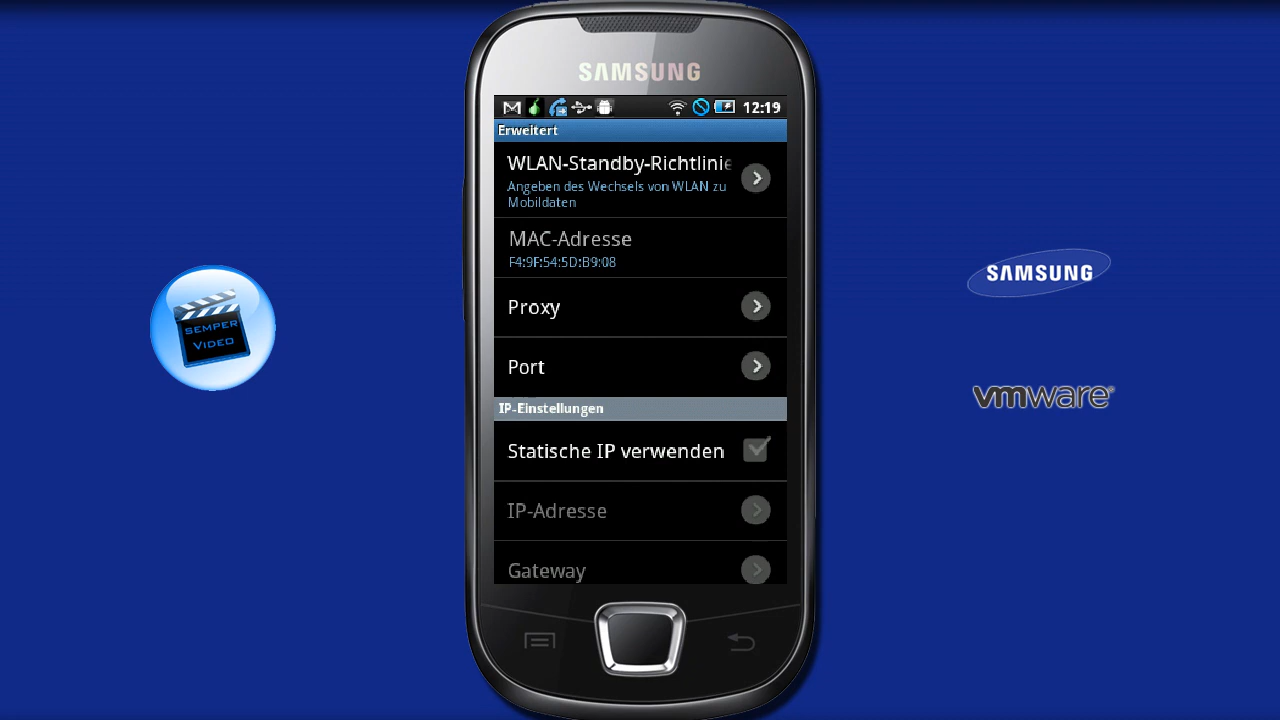 SAMSUNG
12:19
Erweitert
WLAN-Standby-Richtlinie
Angeben des Wechsels von WLAN zu
Mobildaten
MAC-Adresse
F4:9F:54:5D:B9:08
Proxy
Port
IP-Einstellungen
Statische IP verwenden
IP-Adresse
Gateway
SEMPER
VIDEO
SAMSUNG
vmware®